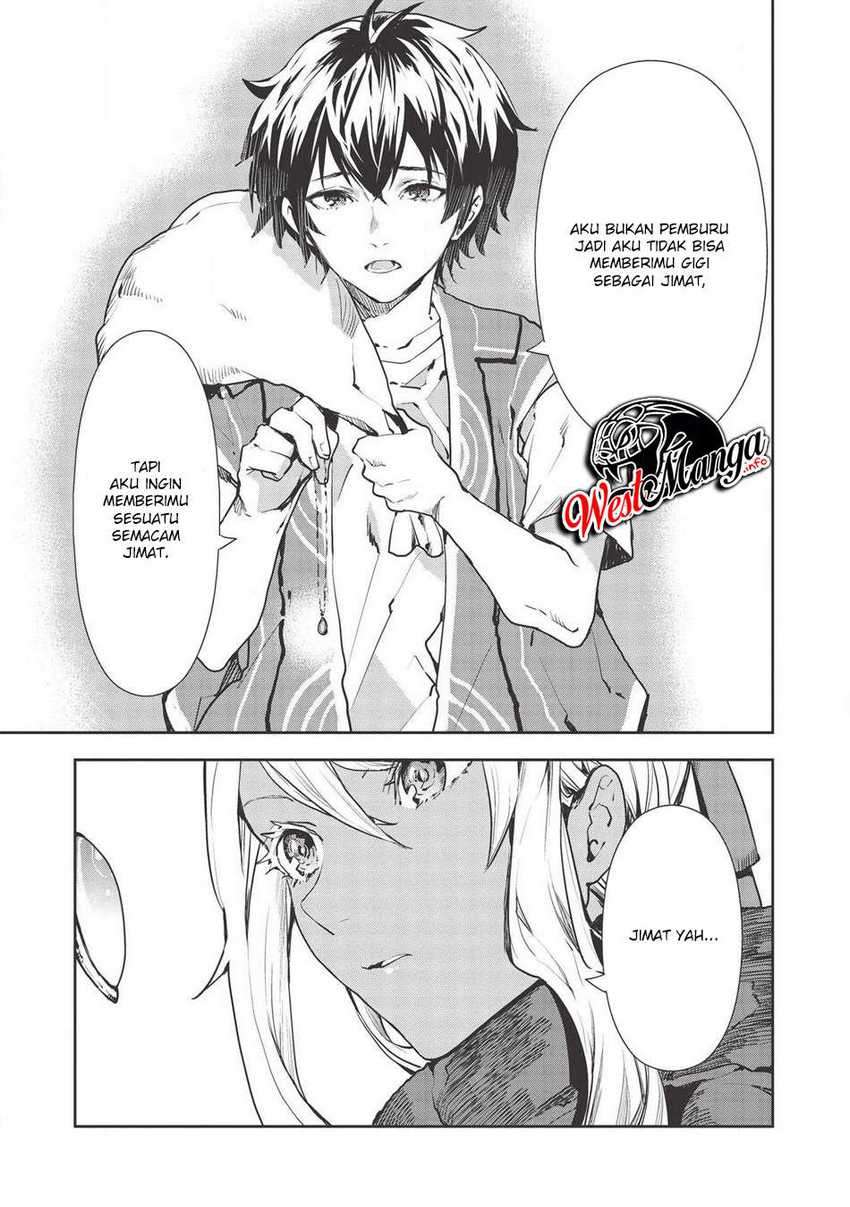 AKU BUKAN PEMBURU
JADI AKU TIDAK BISA
MEMBERIMU GIGI
SEBAGAI JIMAT,
WestManga
.info
TAPI
AKU INGIN
MEMBERIMU
SESUATU
SEMACAM
JIMAT.
JIMAT YAH...